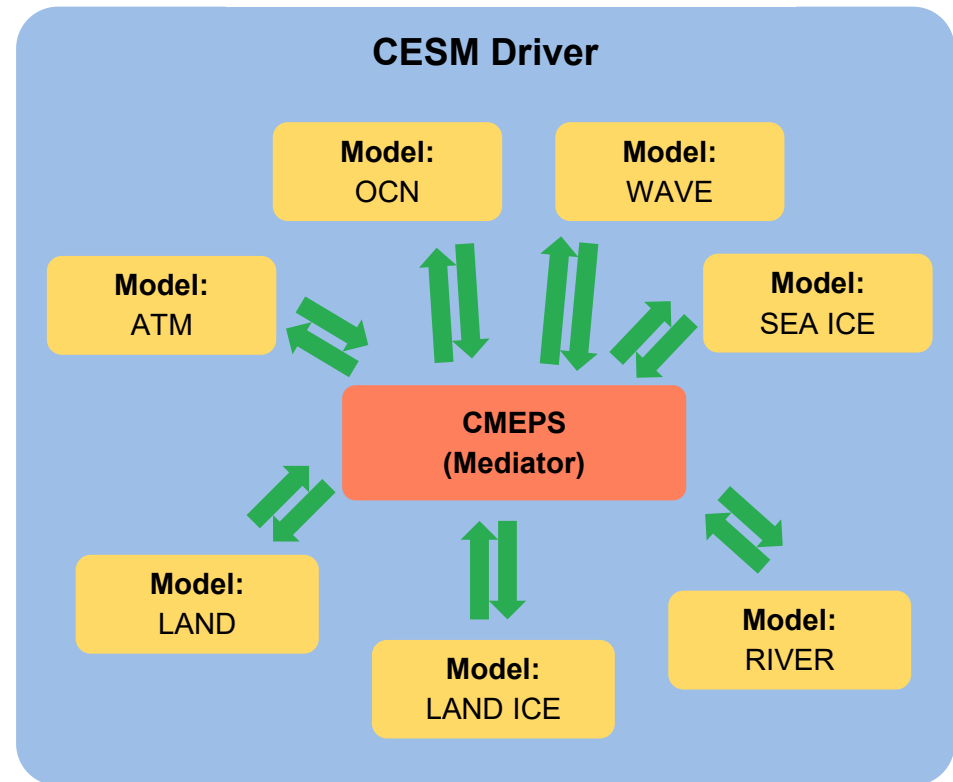 CESM Driver
Model:
OCN
Model:
WAVE
Model:
ATM
Model:
SEA ICE
CMEPS
(Mediator)
Model:
LAND
Model:
LAND ICE
Model:
RIVER